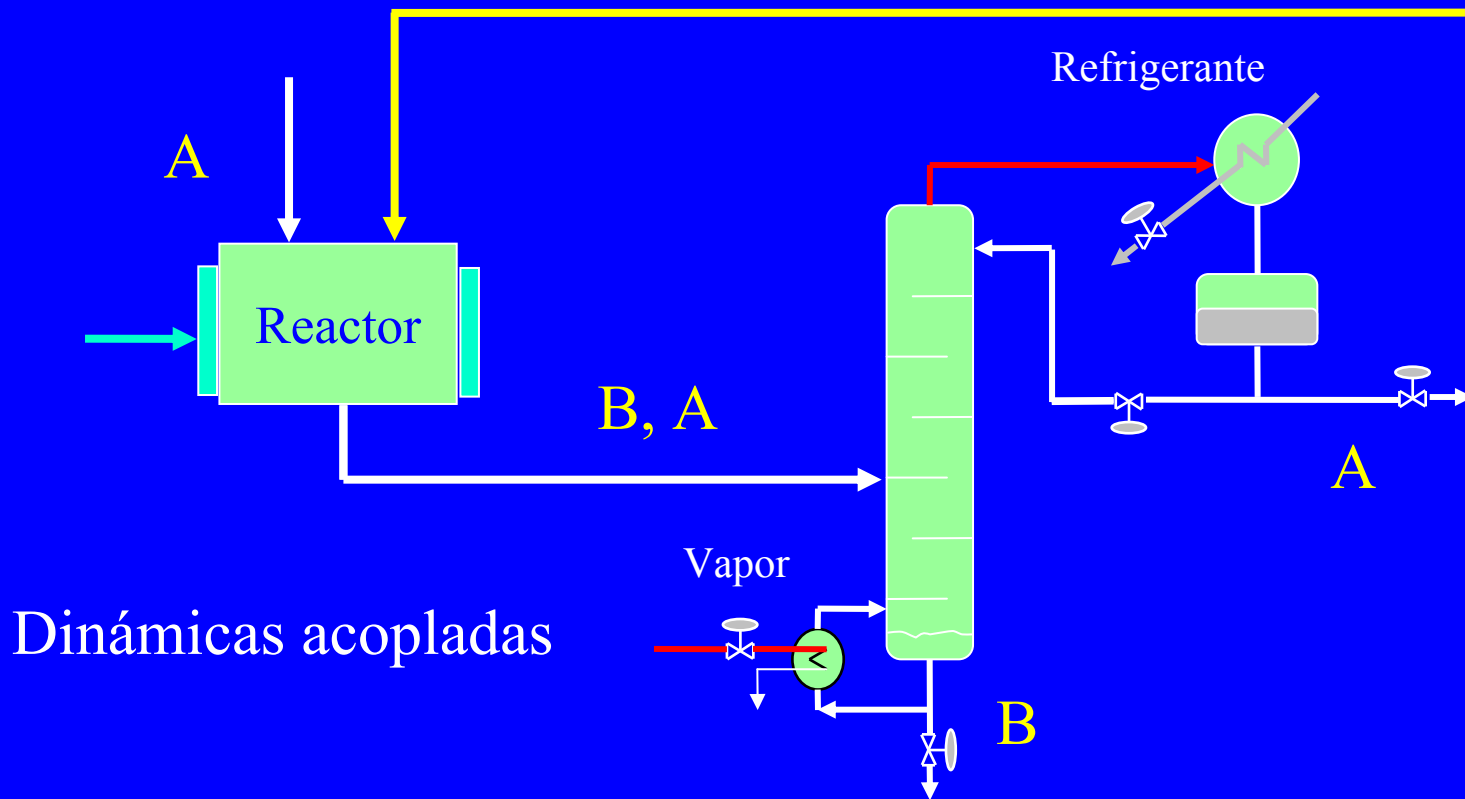 Refrigerante
A
Reactor
B, A
A
Vapor
Dinámicas acopladas
B